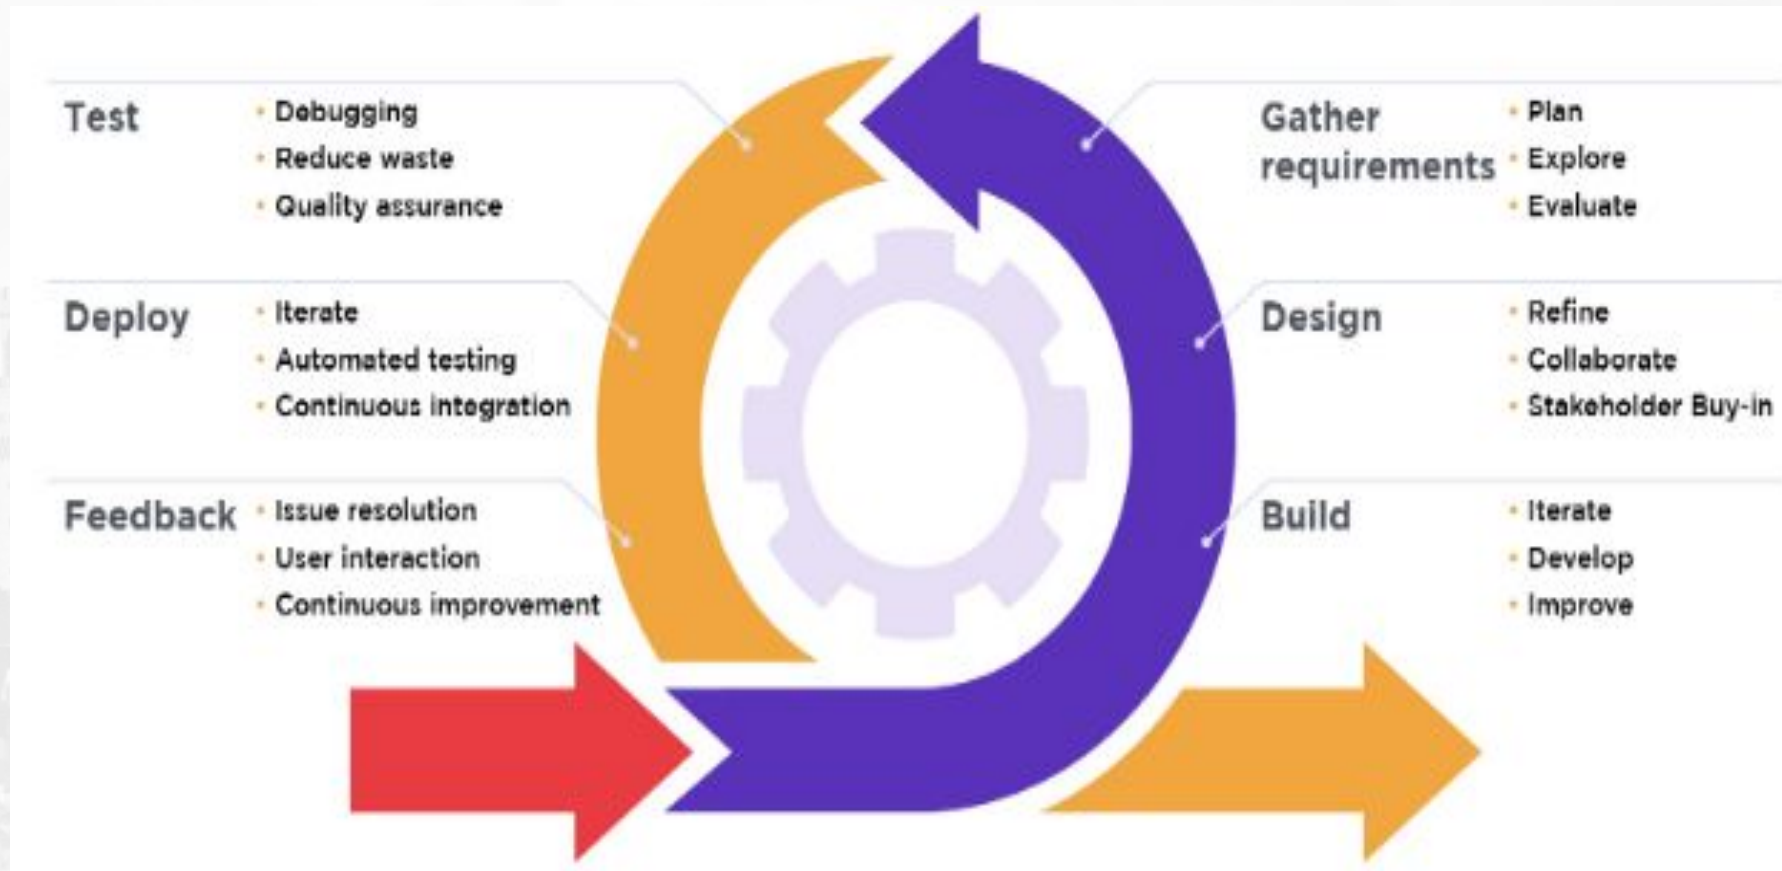 Test
• Debugging
• Reduce waste
• Quality assurance
Deploy
• Iterate
• Automated testing
• Continuous integration
Feedback
• Issue resolution
• User interaction
• Continuous improvement
Gather
requirements
• Plan
• Explore
• Evaluate
Design
• Refine
• Collaborate
• Stakeholder Buy-in
Build
• Iterate
• Develop
• Improve